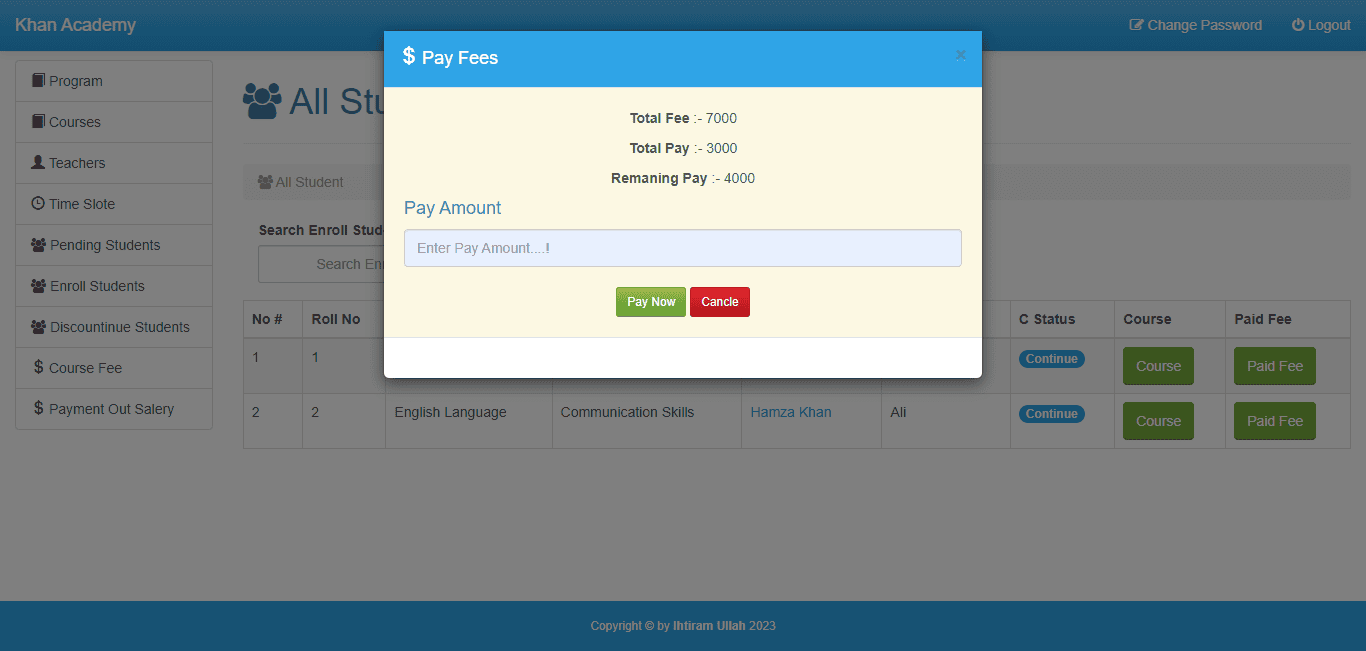 Khan Academy
Change Password
Logout
$ Pay Fees
×
Total Fee :- 7000
Total Pay :- 3000
Remaning Pay :- 4000
Pay Amount
Enter Pay Amount....!
Pay Now
Cancle
Program
Courses
Teachers
Time Slote
Pending Students
Enroll Students
Discountinue Students
$ Course Fee
$ Payment Out Salery
All Stu
All Student
Search Enroll Stud
Search En
No # Roll No C Status Course Paid Fee
1 1 Continue Course Paid Fee
2 2 English Language Communication Skills Hamza Khan Ali Continue Course Paid Fee
Copyright © by Ihtiram Ullah 2023